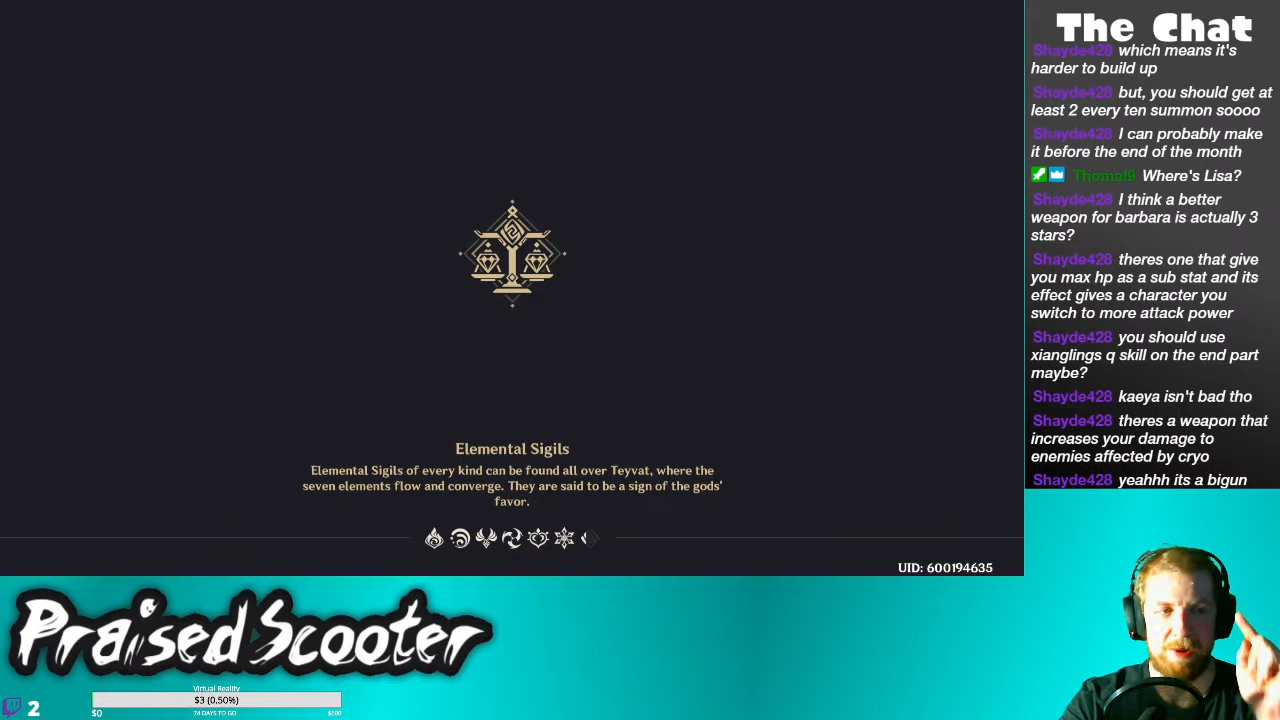 The Chat
Shayde428 which means it's
harder to build up
Shayde428 but, you should get at
least 2 every ten summon soooo
Shayde428 I can probably make
it before the end of the month
Thomal9 Where's Lisa?
Shayde428 I think a better
weapon for barbara is actually 3
stars?
Shayde428 theres one that give
you max hp as a sub stat and its
effect gives a character you
switch to more attack power
Shayde428 you should use
xianglings q skill on the end part
maybe?
Shayde428 kaeya isn't bad tho
Shayde428 theres a weapon that
increases your damage to
enemies affected by cryo
Shayde428 yeahhh its a bigun
Elemental Sigils
Elemental Sigils of every kind can be found all over Teyvat, where the
seven elements flow and converge. They are said to be a sign of the gods'
favor.
UID: 600194635
PraisedScooter
Virtual Reality
$3 (0.50%)
2
$0
74 DAYS TO GO